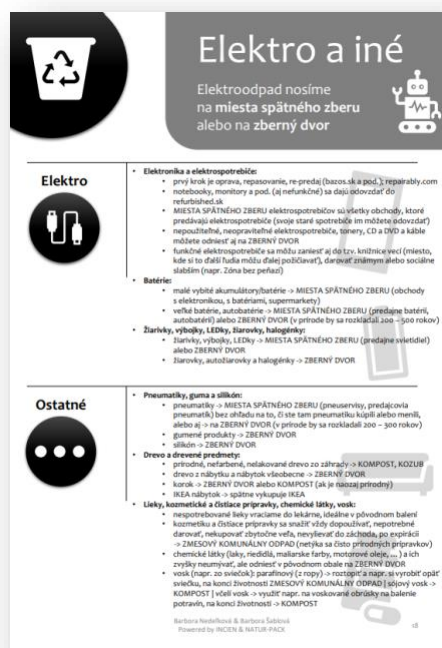 Elektro a iné
Elektroodpad nosíme
na miesta spätného zberu
alebo na zberný dvor
Elektro
• Elektronika a elektrospotrebiče:
• prvý krok je oprava, repasovanie, re-predaj (bazos.sk a pod.); repairably.com
• notebooky, monitory a pod. (aj nefunkčné) sa dajú odovzdať do
refurbished.sk
• MIESTA SPÄTNÉHO ZBERU elektrospotrebičov sú všetky obchody, ktoré
predávajú elektrospotrebiče (svoje staré spotrebiče im môžete odovzdať)
• nepoužiteľné, neopraviteľné elektrospotrebiče, tonery, CD a DVD a káble
môžete odniesť aj na ZBERNÝ DVOR
• funkčné elektrospotrebiče sa môžu zaniesť aj do tzv. knižnice vecí (miesto,
kde si to ďalší ľudia môžu ďalej požičiavať), darovať známym alebo sociálne
slabším (napr. Zóna bez peňazí)
• Batérie:
• malé vybité akumulátory/batérie -> MIESTA SPÄTNÉHO ZBERU (obchody
s elektronikou, s batériami, supermarkety)
• veľké batérie, autobatérie -> MIESTA SPÄTNÉHO ZBERU (predajne batérií,
autobatérií) alebo ZBERNÝ DVOR (v prírode by sa rozkladali 200 – 500 rokov)
• Žiarivky, výbojky, LEDky, žiarovky, halogénky:
• žiarivky, výbojky, LEDky -> MIESTA SPÄTNÉHO ZBERU (predajne svietidiel)
alebo ZBERNÝ DVOR
• žiarovky, autožiarovky a halogénky -> ZBERNÝ DVOR
Ostatné
• Pneumatiky, guma a silikón:
• pneumatiky -> MIESTA SPÄTNÉHO ZBERU (pneuservisy, predajcovia
pneumatík) bez ohľadu na to, či ste tam pneumatiku kúpili alebo menili,
alebo aj -> na ZBERNÝ DVOR (v prírode by sa rozkladali 200 – 300 rokov)
• gumené produkty -> ZBERNÝ DVOR
• silikón -> ZBERNÝ DVOR
• Drevo a drevené predmety:
• prírodné, nefarbené, nelakované drevo zo záhrady -> KOMPOST, KOZUB
• drevo z nábytku a nábytok všeobecne -> ZBERNÝ DVOR
• korok -> ZBERNÝ DVOR alebo KOMPOST (ak je naozaj prírodný)
• IKEA nábytok -> spätne vykupuje IKEA
• Lieky, kozmetické a čistiace prípravky, chemické látky, vosk:
• nespotrebované lieky vraciame do lekárne, ideálne v pôvodnom balení
• kozmetiku a čistiace prípravky sa snažiť vždy dopoužívať, nepotrebné
darovať, nekupovať zbytočne veľa, nevylievať do záchoda, po expirácii
-> ZMESOVÝ KOMUNÁLNY ODPAD (netýka sa čisto prírodných prípravkov)
• chemické látky (laky, riedidlá, maliarske farby, motorové oleje, ...) a ich
zvyšky neumývať, ale odniesť v pôvodnom obale na ZBERNÝ DVOR
• vosk (napr. zo sviečok): parafínový (z ropy) -> roztopiť a napr. si vyrobiť opäť
sviečku, na konci životnosti ZMESOVÝ KOMUNÁLNY ODPAD | sójový vosk ->
KOMPOST | včelí vosk -> využiť napr. na voskované obrúsky na balenie
potravín, na konci životnosti -> KOMPOST
Barbora Nedelková & Barbora Šablová
Powered by INCIEN & NATUR-PACK
18